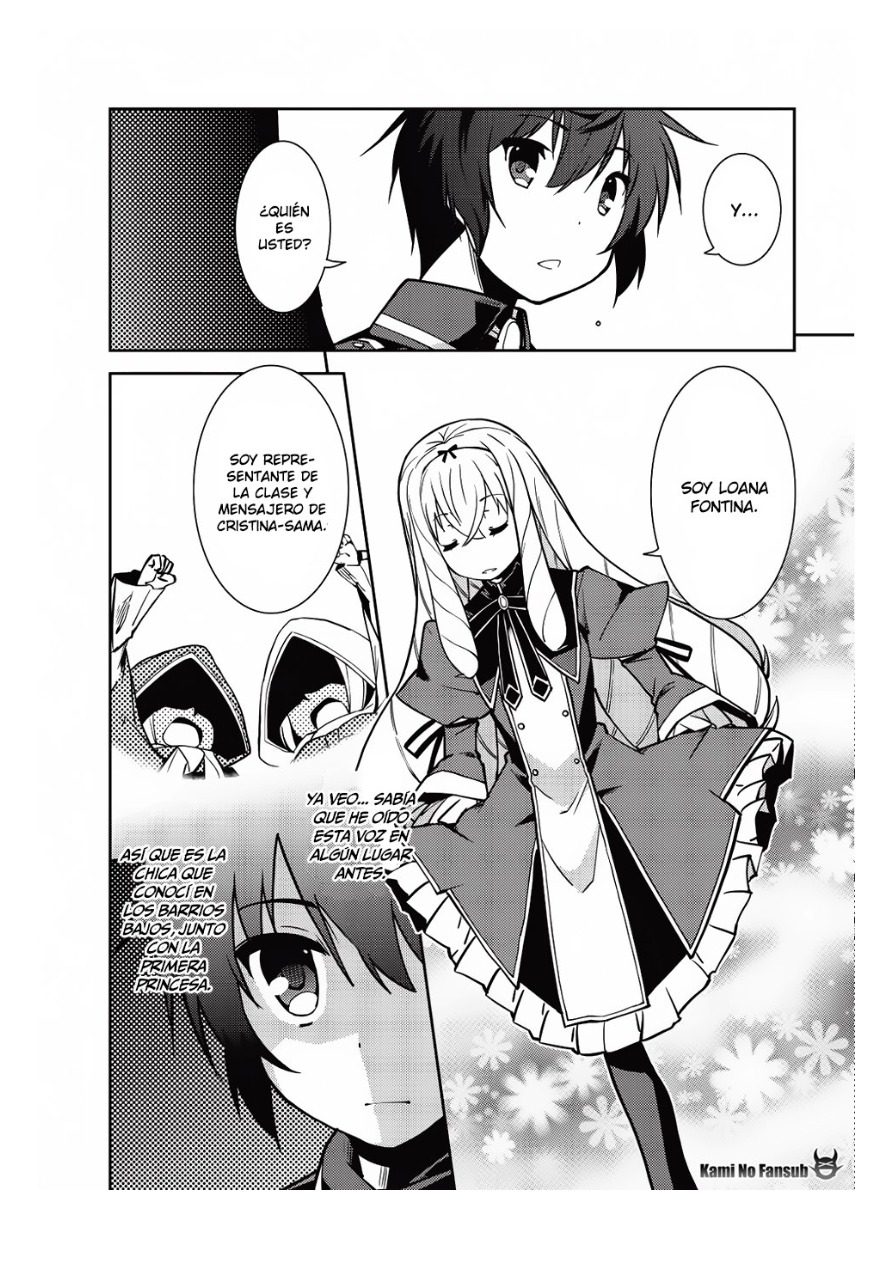 Y...
¿QUIÉN
ES
USTED?
SOY LOANA
FONTINA.
SOY REPRE-
SENTANTE DE
LA CLASE Y
MENSAJERO DE
CRISTINA-SAMA.
YA VEO... SABÍA
QUE HE OÍDO
ESTA VOZ EN
ALGÚN LUGAR
ANTES.
ASÍ QUE ES LA
CHICA QUE
CONOCÍ EN
LOS BARRIOS
BAJOS, JUNTO
CON LA
PRIMERA
PRINCESA.
Kami No Fansub